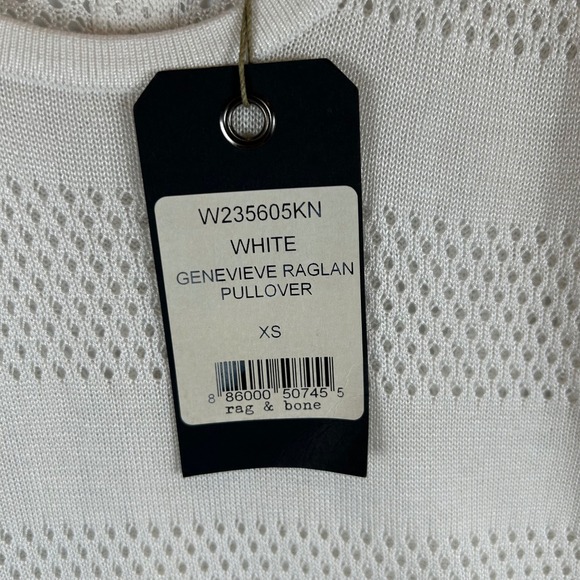 W235605KN
WHITE
GENEVIEVE RAGLAN
PULLOVER
XS
8 86000 50745 5
rag & bone